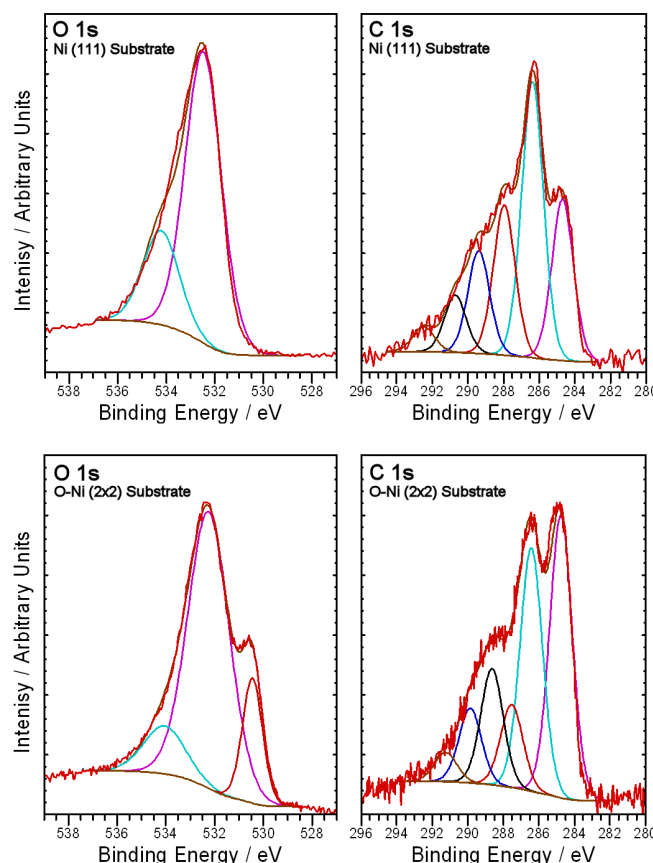 O 1s
Ni (111) Substrate
C 1s
Ni (111) Substrate
Intenisy / Arbitrary Units
538 536 534 532 530 528
296 294 292 290 288 286 284 282 280
Binding Energy / eV
Binding Energy / eV
O 1s
O-Ni (2x2) Substrate
C 1s
O-Ni (2x2) Substrate
Intenisy / Arbitrary Units
538 536 534 532 530 528
296 294 292 290 288 286 284 282 280
Binding Energy / eV
Binding Energy / eV